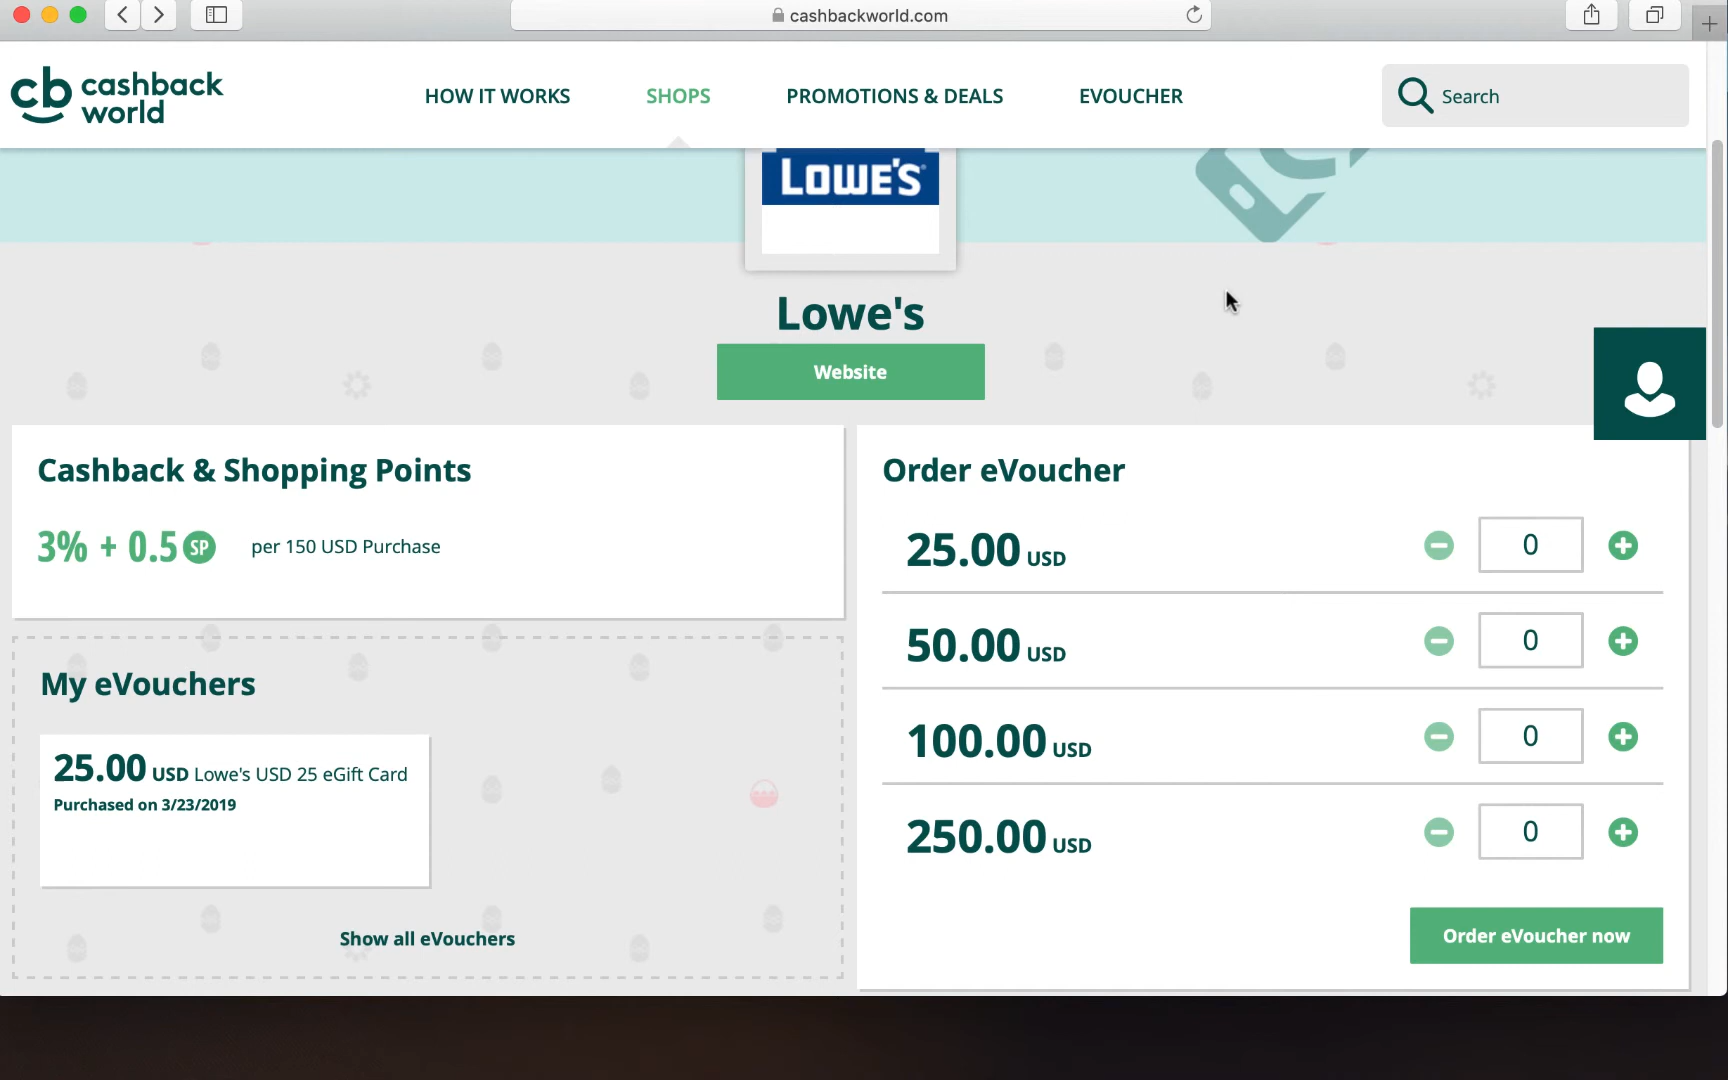 cashbackworld.com
cb cashback world
HOW IT WORKS
SHOPS
PROMOTIONS & DEALS
EVOUCHER
Search
LOWE'S
Lowe's
Website
Cashback & Shopping Points
3% + 0.5 SP per 150 USD Purchase
My eVouchers
25.00 USD Lowe's USD 25 eGift Card
Purchased on 3/23/2019
Show all eVouchers
Order eVoucher
25.00 USD 0
50.00 USD 0
100.00 USD 0
250.00 USD 0
Order eVoucher now